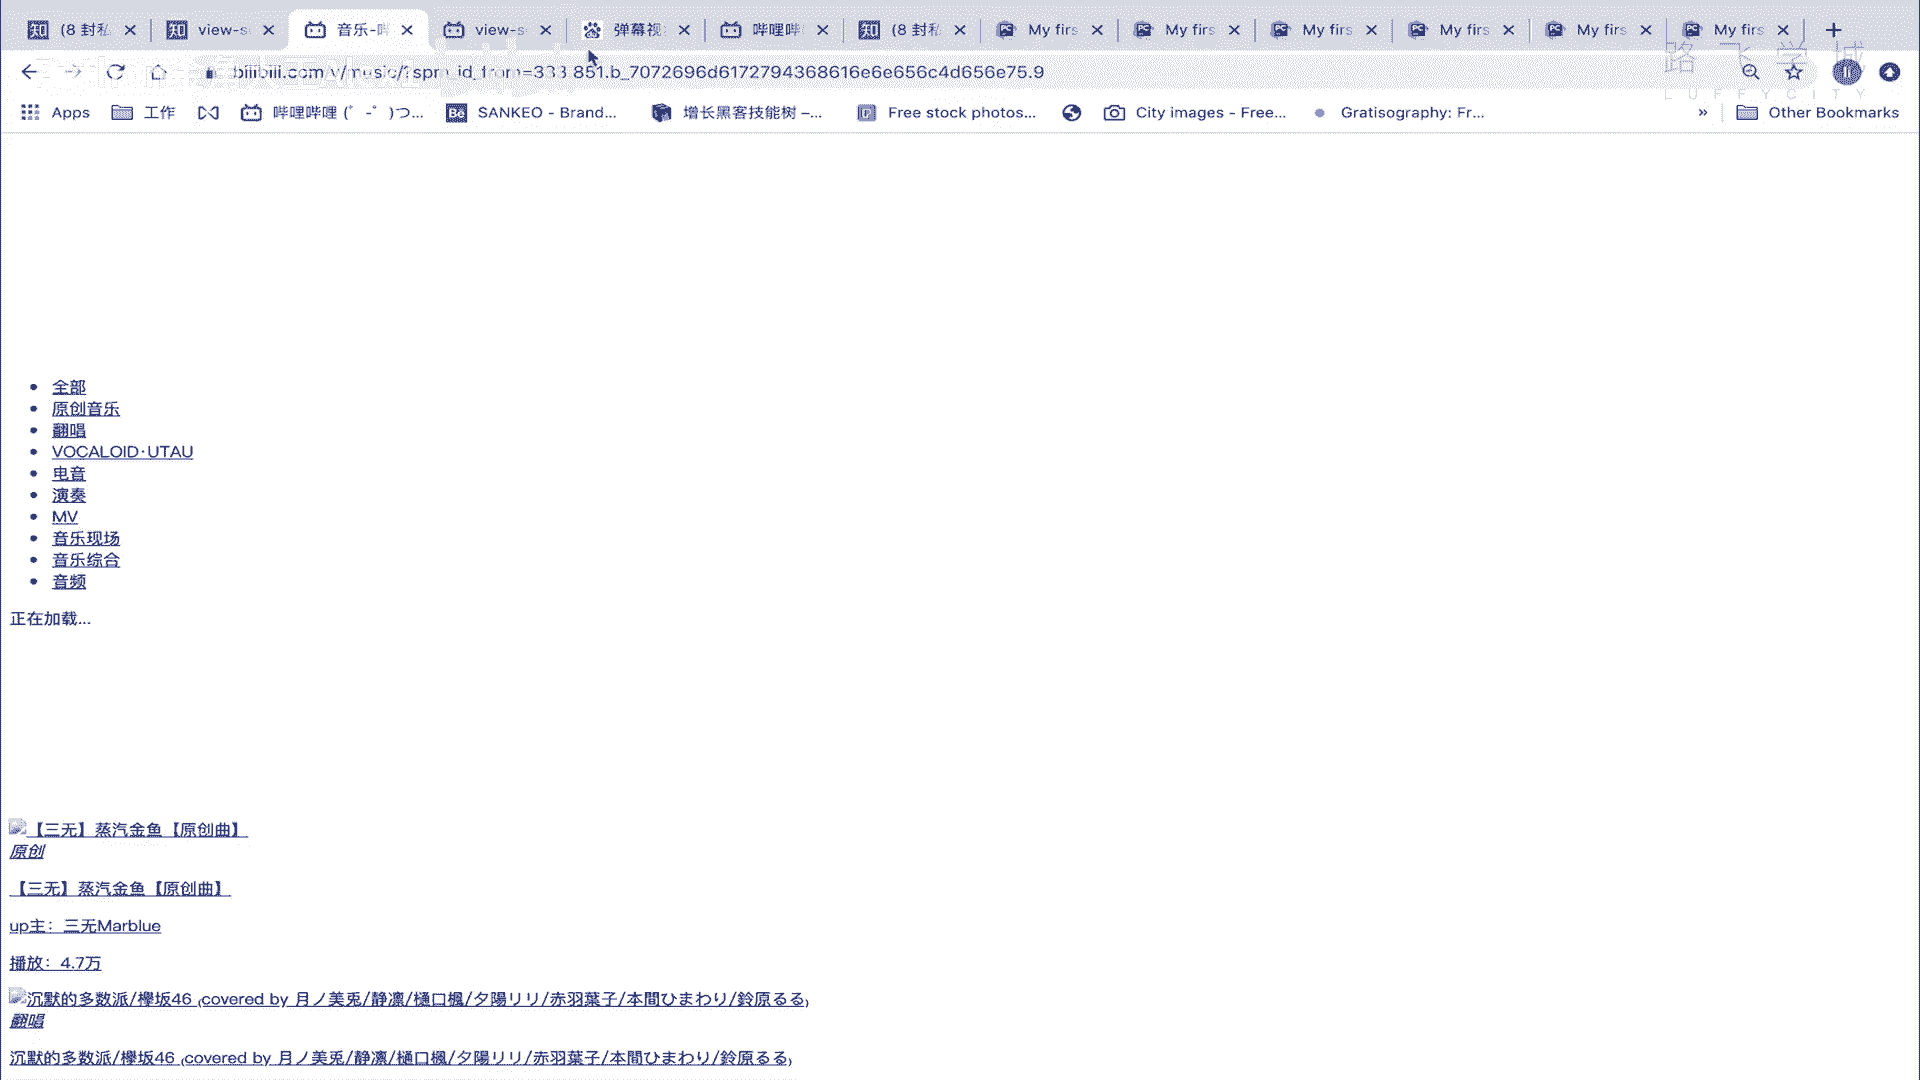 (8 封私
view-s
音乐-哔
view-s
弹幕视
哔哩哔
(8 封私
My firs
My firs
My firs
My firs
My firs
My firs
路飞学城
LUFFYCITY
bilibili.com/v/music/?spm_id_from=333.851.b_7072696d6172794368616e6e656c4d656e75.9
Apps
工作
哔哩哔哩 (゜-゜)つ...
SANKEO - Brand...
增长黑客技能树 –...
Free stock photos...
City images - Free...
Gratisography: Fr...
»
Other Bookmarks
全部
原创音乐
翻唱
VOCALOID·UTAU
电音
演奏
MV
音乐现场
音乐综合
音频
正在加载...
【三无】蒸汽金鱼【原创曲】
原创
【三无】蒸汽金鱼【原创曲】
up主：三无Marblue
播放：4.7万
沉默的多数派/欅坂46 (covered by 月ノ美兎/静凛/樋口楓/夕陽リリ/赤羽葉子/本間ひまわり/鈴原るる)
翻唱
沉默的多数派/欅坂46 (covered by 月ノ美兎/静凛/樋口楓/夕陽リリ/赤羽葉子/本間ひまわり/鈴原るる)